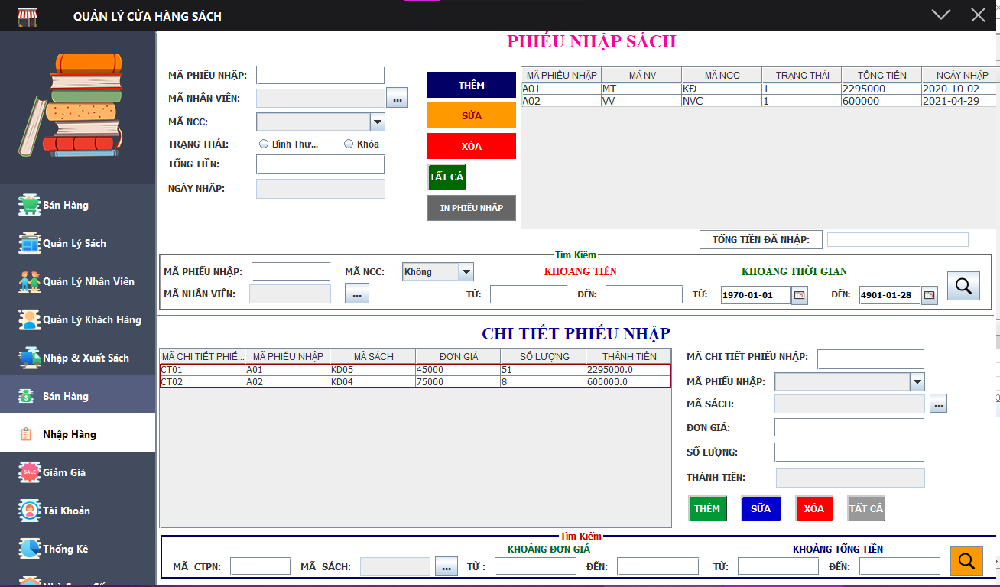 QUẢN LÝ CỬA HÀNG SÁCH
Bán Hàng
Quản Lý Sách
Quản Lý Nhân Viên
Quản Lý Khách Hàng
Nhập & Xuất Sách
Bán Hàng
Nhập Hàng
SALE
Giảm Giá
Tài Khoản
Thống Kê
PHIẾU NHẬP SÁCH
MÃ PHIẾU NHẬP:
MÃ NHÂN VIÊN: ...
MÃ NCC:
TRẠNG THÁI: Bình Thư... Khóa
TỔNG TIỀN:
NGÀY NHẬP:
THÊM
SỬA
XÓA
TẤT CẢ
IN PHIẾU NHẬP
MÃ PHIẾU NHẬP MÃ NV MÃ NCC TRẠNG THÁI TỔNG TIỀN NGÀY NHẬP
A01 MT KĐ 1 2295000 2020-10-02
A02 VV NVC 1 600000 2021-04-29
TỔNG TIỀN ĐÃ NHẬP:
Tìm Kiếm
MÃ PHIẾU NHẬP: MÃ NCC: Không KHOANG TIỀN KHOANG THỜI GIAN
MÃ NHÂN VIÊN: ... TỪ: ĐẾN: TỪ: 1970-01-01 ĐẾN: 4901-01-28
CHI TIẾT PHIẾU NHẬP
MÃ CHI TIẾT PHIẾ... MÃ PHIẾU NHẬP MÃ SÁCH ĐƠN GIÁ SỐ LƯỢNG THÀNH TIỀN
CT01 A01 KD05 45000 51 2295000.0
CT02 A02 KD04 75000 8 600000.0
MÃ CHI TIẾT PHIẾU NHẬP:
MÃ PHIẾU NHẬP:
MÃ SÁCH: ...
ĐƠN GIÁ:
SỐ LƯỢNG:
THÀNH TIỀN:
THÊM SỮA XÓA TẤT CẢ
Tìm Kiếm
KHOẢNG ĐƠN GIÁ KHOẢNG TỔNG TIỀN
MÃ CTPN: MÃ SÁCH: ... TỪ : ĐẾN: TỪ: ĐẾN: